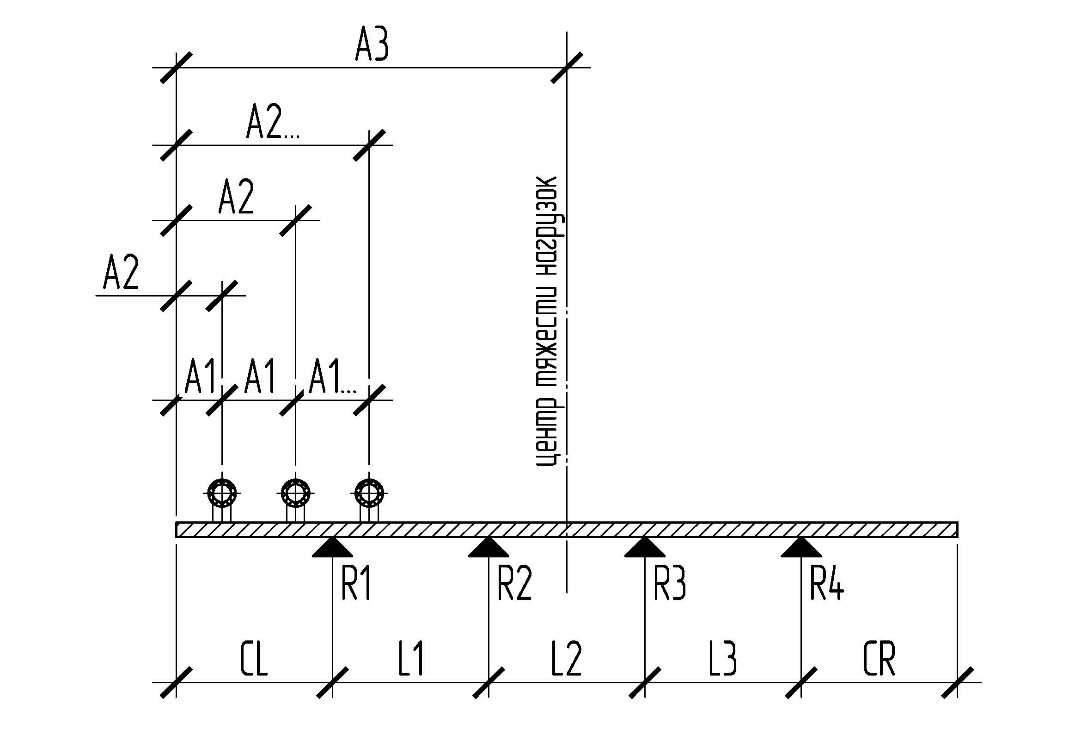 A3
A2...
A2
A2
A1 A1 A1...
центр тяжести нагрузок
R1 R2 R3 R4
CL L1 L2 L3 CR